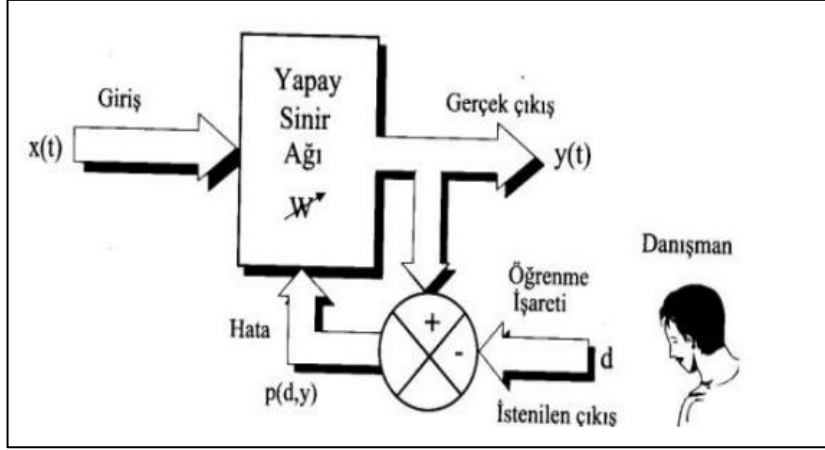 Giriş
x(t)
Yapay
Sinir
Ağı
W
Gerçek çıkış
y(t)
Danışman
Öğrenme
İşareti
+
-
d
İstenilen çıkış
Hata
p(d,y)